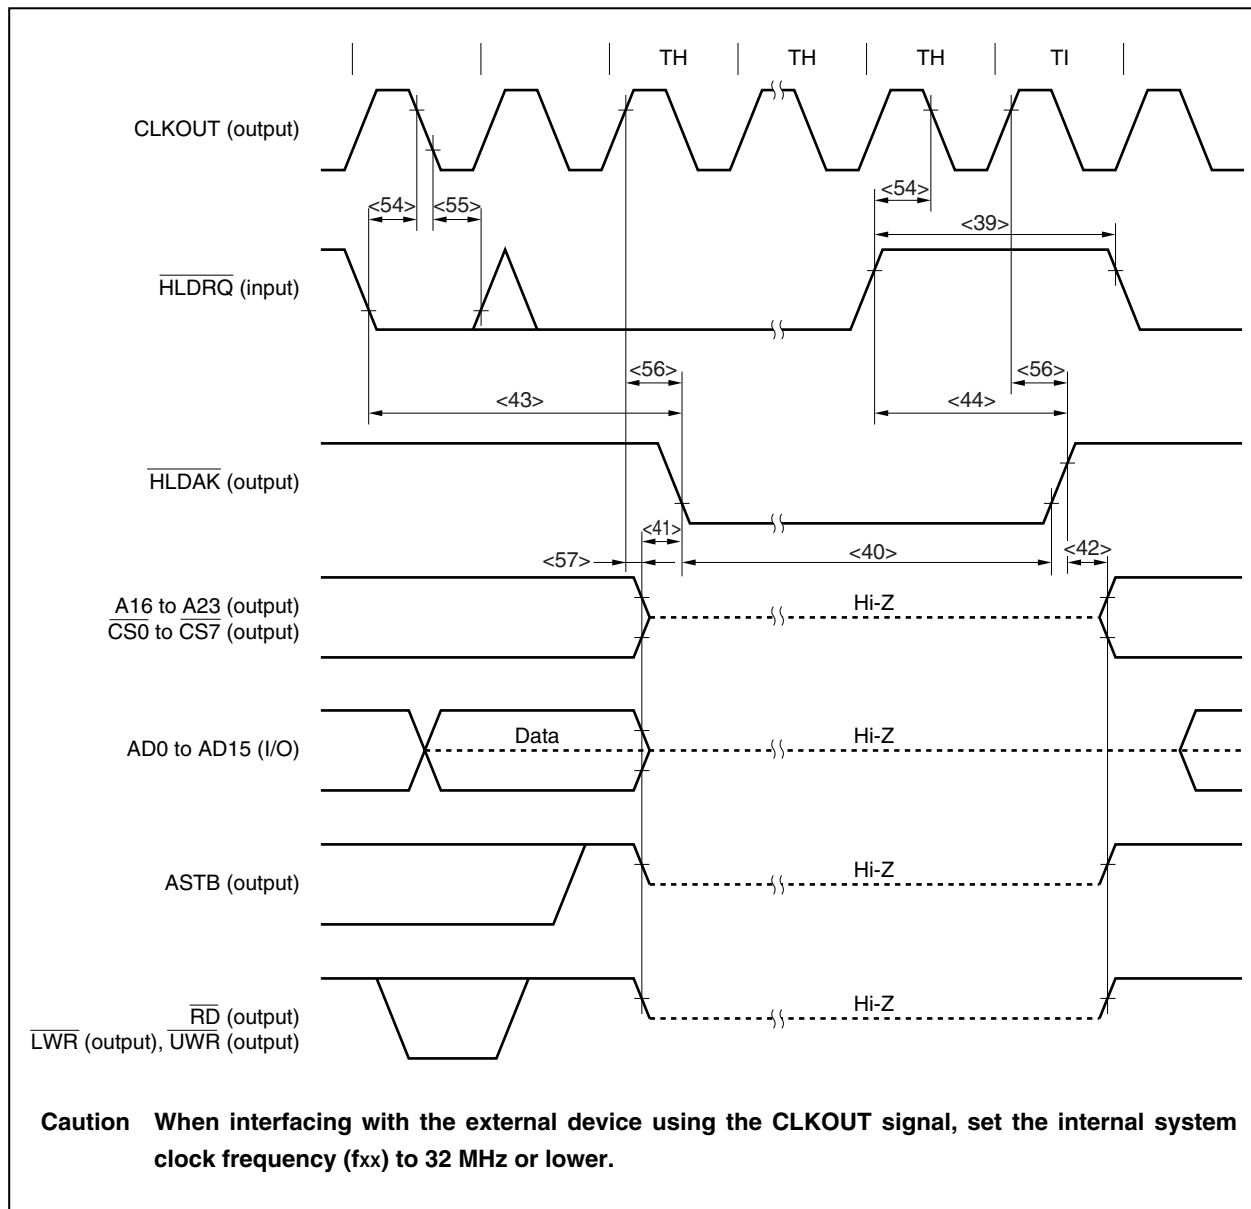 TH TH TH TI
CLKOUT (output)
<54> <55> <54>
<39>
HLDRQ (input)
<56> <56>
<43> <44>
HLDAK (output)
<41>
<57> <40> <42>
A16 to A23 (output) Hi-Z
CS0 to CS7 (output)
AD0 to AD15 (I/O) Data Hi-Z
ASTB (output) Hi-Z
RD (output) Hi-Z
LWR (output), UWR (output)
Caution When interfacing with the external device using the CLKOUT signal, set the internal system
clock frequency (fxx) to 32 MHz or lower.